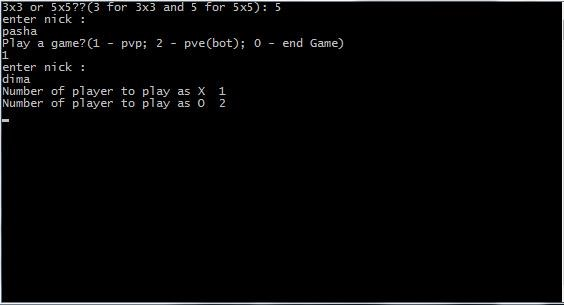 3x3 or 5x5??(3 for 3x3 and 5 for 5x5): 5
enter nick :
pasha
Play a game?(1 - pvp; 2 - pve(bot); 0 - end Game)
1
enter nick :
dima
Number of player to play as X  1
Number of player to play as O  2